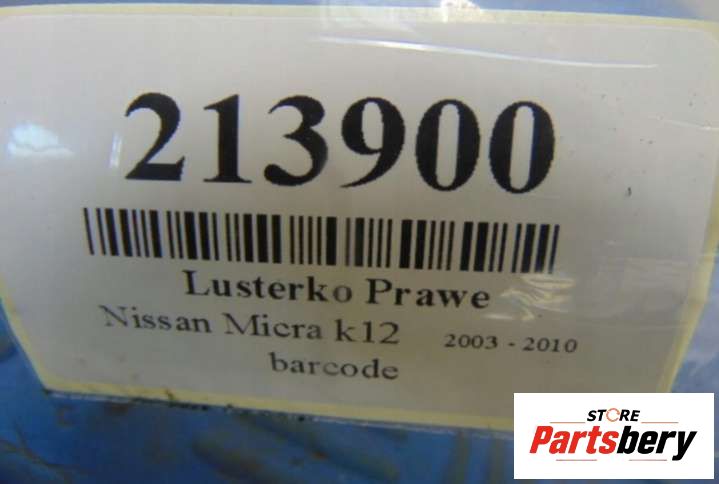 213900
Lusterko Prawe
Nissan Micra k12 2003 - 2010
barcode
STORE
Partsbery